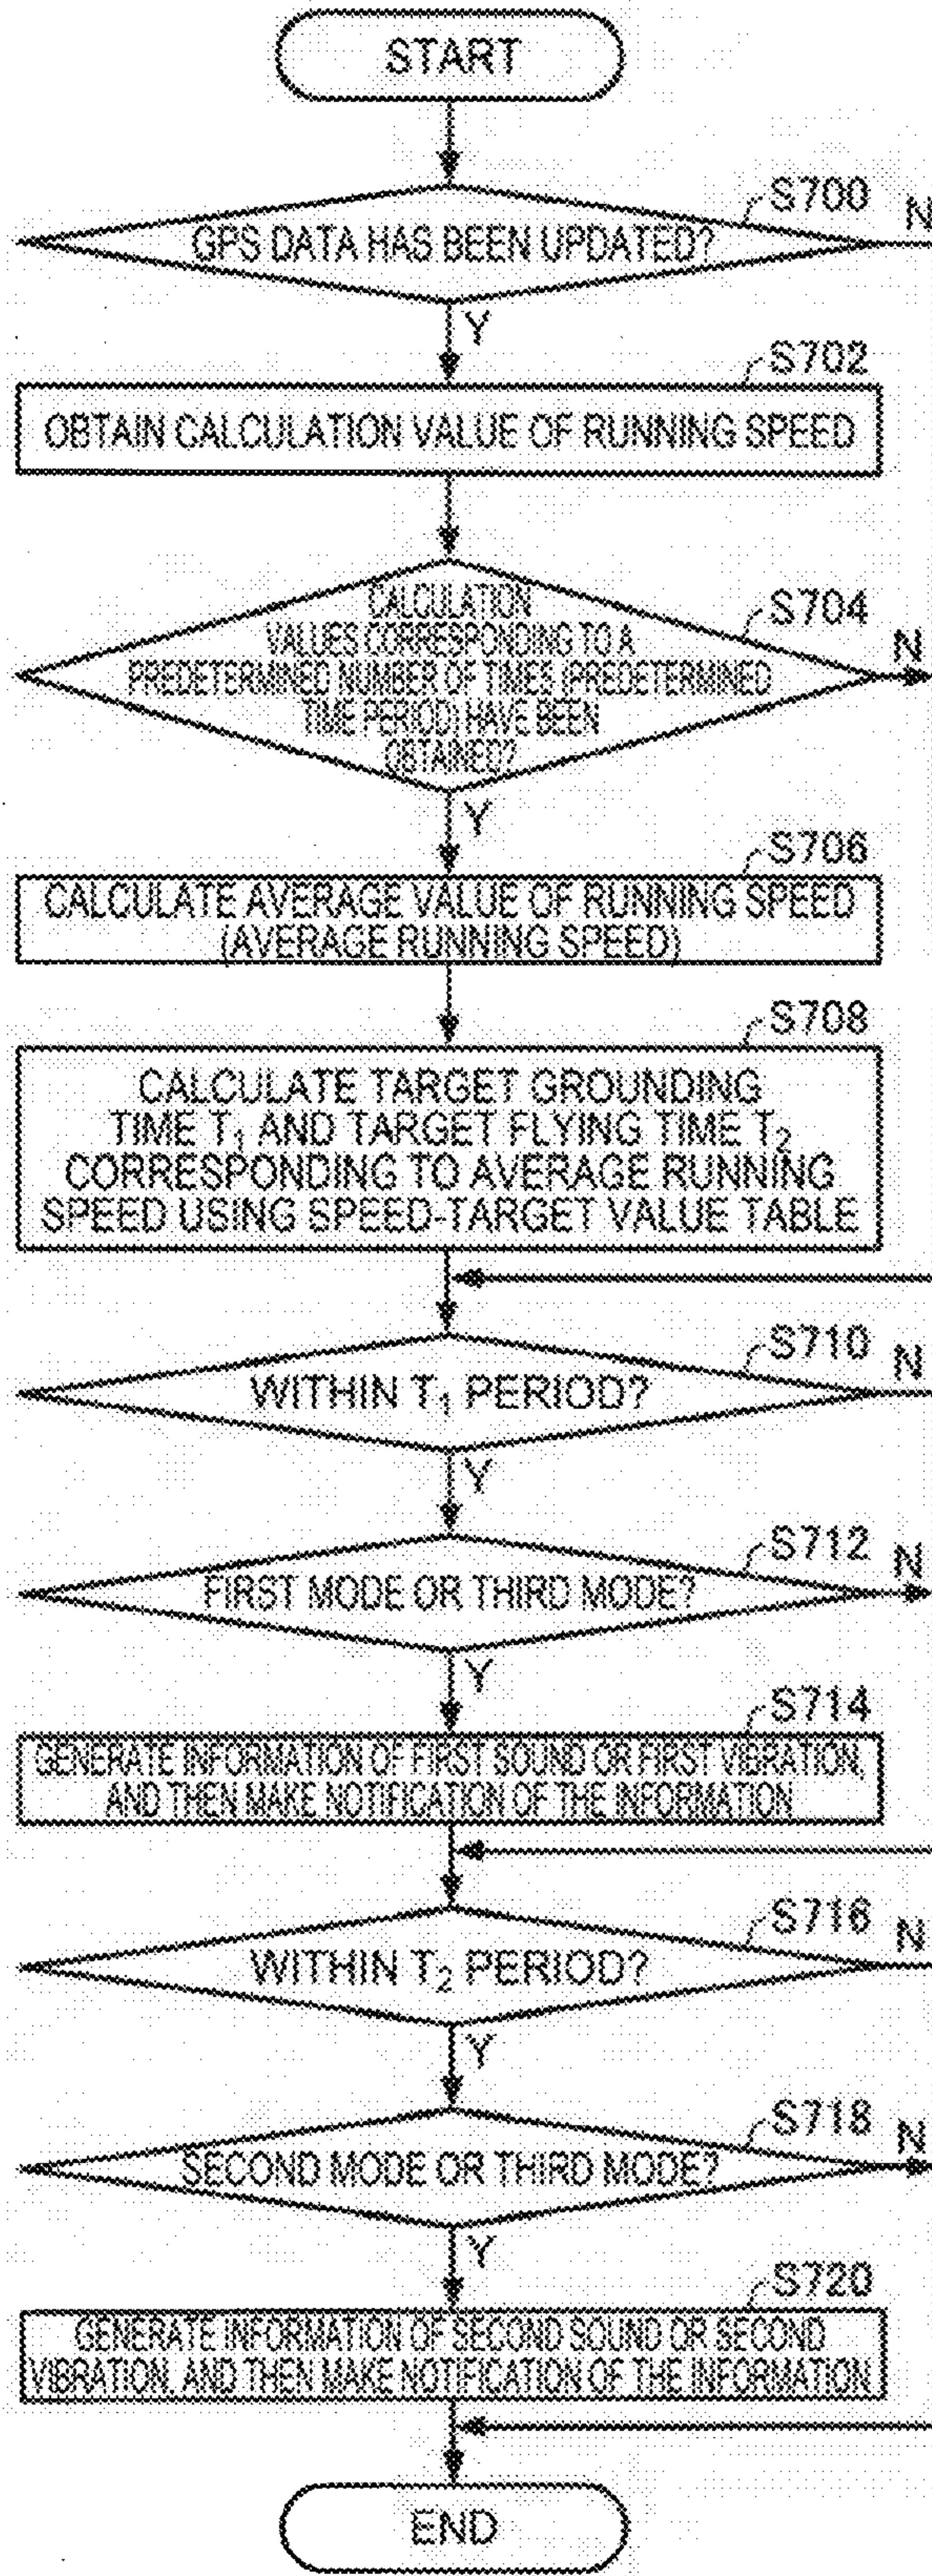 START
S700
N
GPS DATA HAS BEEN UPDATED?
Y
S702
OBTAIN CALCULATION VALUE OF RUNNING SPEED
CALCULATION
S704
VALUES CORRESPONDING TO A
N
PREDETERMINED NUMBER OF TIMES (PREDETERMINED
TIME PERIOD) HAVE BEEN
OBTAINED?
Y
S706
CALCULATE AVERAGE VALUE OF RUNNING SPEED
(AVERAGE RUNNING SPEED)
S708
CALCULATE TARGET GROUNDING
TIME T1 AND TARGET FLYING TIME T2
CORRESPONDING TO AVERAGE RUNNING
SPEED USING SPEED-TARGET VALUE TABLE
S710
N
WITHIN T1 PERIOD?
Y
S712
N
FIRST MODE OR THIRD MODE?
Y
S714
GENERATE INFORMATION OF FIRST SOUND OR FIRST VIBRATION,
AND THEN MAKE NOTIFICATION OF THE INFORMATION
S716
N
WITHIN T2 PERIOD?
Y
S718
N
SECOND MODE OR THIRD MODE?
Y
S720
GENERATE INFORMATION OF SECOND SOUND OR SECOND
VIBRATION, AND THEN MAKE NOTIFICATION OF THE INFORMATION
END